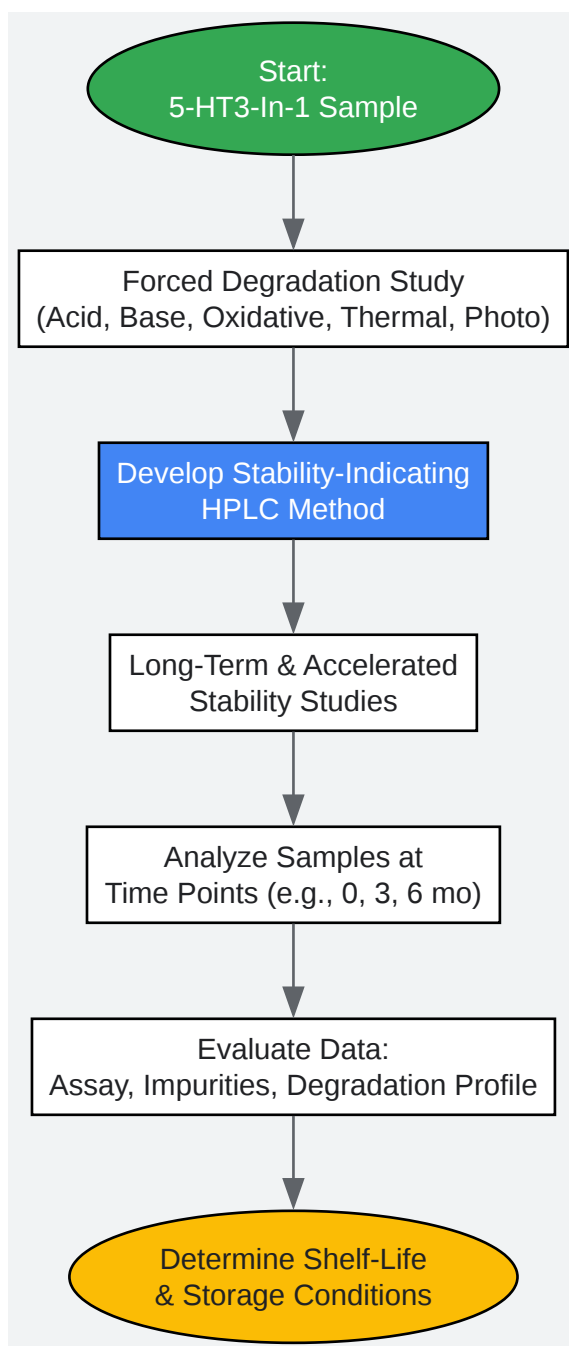 Start:
5-HT3-In-1 Sample
Forced Degradation Study
(Acid, Base, Oxidative, Thermal, Photo)
Develop Stability-Indicating
HPLC Method
Long-Term & Accelerated
Stability Studies
Analyze Samples at
Time Points (e.g., 0, 3, 6 mo)
Evaluate Data:
Assay, Impurities, Degradation Profile
Determine Shelf-Life
& Storage Conditions